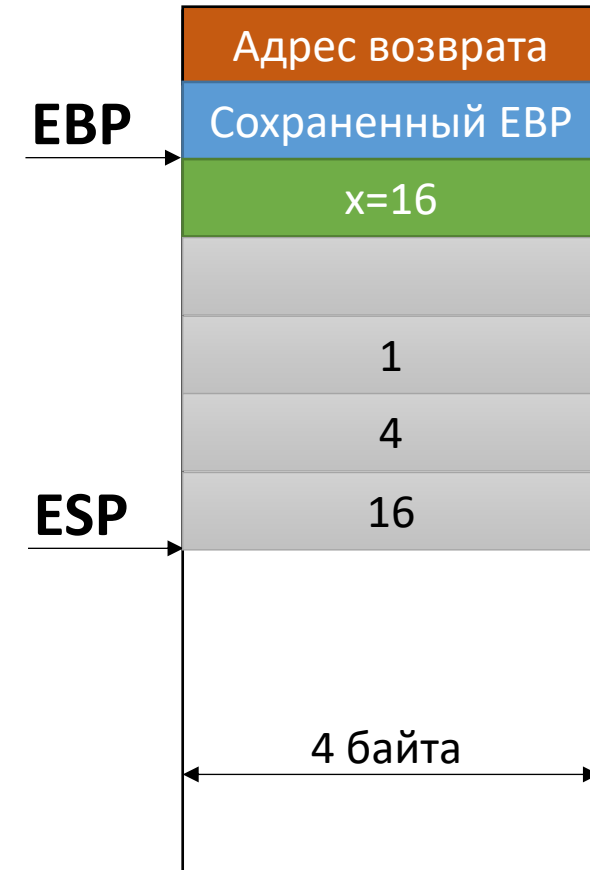 Адрес возврата
EBP
Сохраненный EBP
x=16
1
4
ESP
16
4 байта